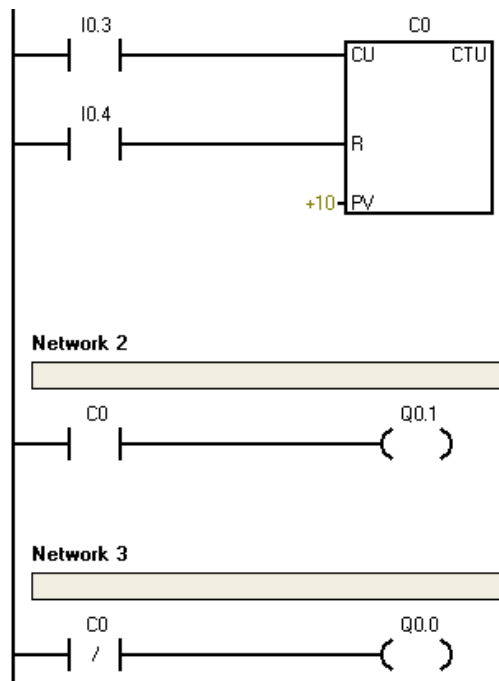 I0.3
C0
CU CTU
I0.4
R
+10 PV
Network 2
C0 Q0.1
Network 3
C0 Q0.0
/